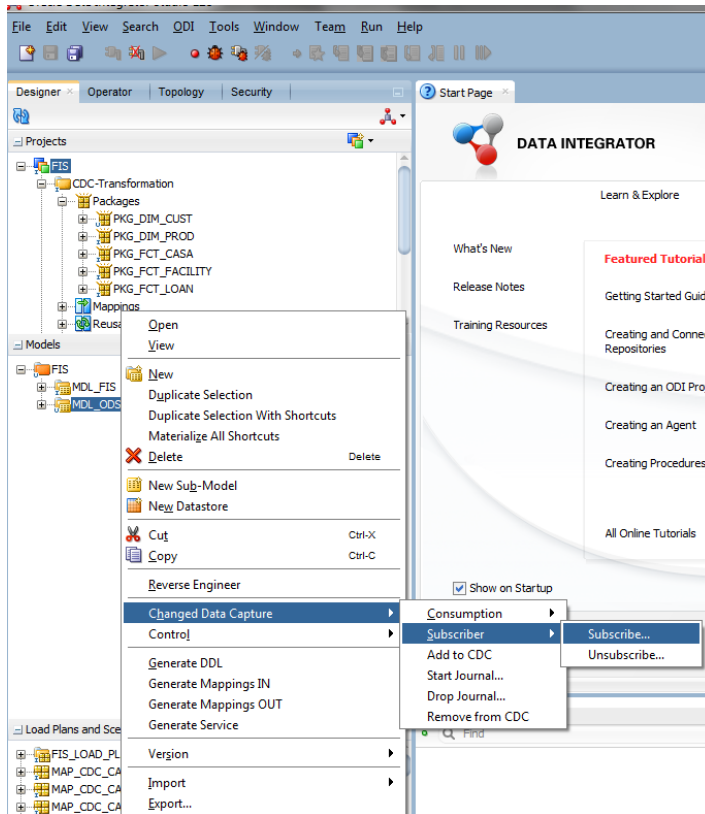 File Edit View Search ODI Tools Window Team Run Help
Designer Operator Topology Security
Start Page
Projects
FIS
CDC-Transformation
Packages
PKG_DIM_CUST
PKG_DIM_PROD
PKG_FCT_CASA
PKG_FCT_FACILITY
PKG_FCT_LOAN
Mappings
Models
FIS
MDL_FIS
MDL_ODS
Load Plans and
FIS_LOAD_PL
MAP_CDC_CA
MAP_CDC_CA
MAP_CDC_CA
Open
View
New
Duplicate Selection
Duplicate Selection With Shortcuts
Materialize All Shortcuts
Delete Delete
New Sub-Model
New Datastore
Cut Ctrl-X
Copy Ctrl-C
Reverse Engineer
Changed Data Capture
Control
Generate DDL
Generate Mappings IN
Generate Mappings OUT
Generate Service
Version
Import
Export...
Consumption
Subscriber
Add to CDC
Start Journal...
Drop Journal...
Remove from CDC
Subscribe...
Unsubscribe...
DATA INTEGRATOR
Learn & Explore
What's New
Release Notes
Training Resources
Featured Tutorial
Getting Started Guid
Creating and Conne
Repositories
Creating an ODI Pro
Creating an Agent
Creating Procedures
All Online Tutorials
Show on Startup
Find